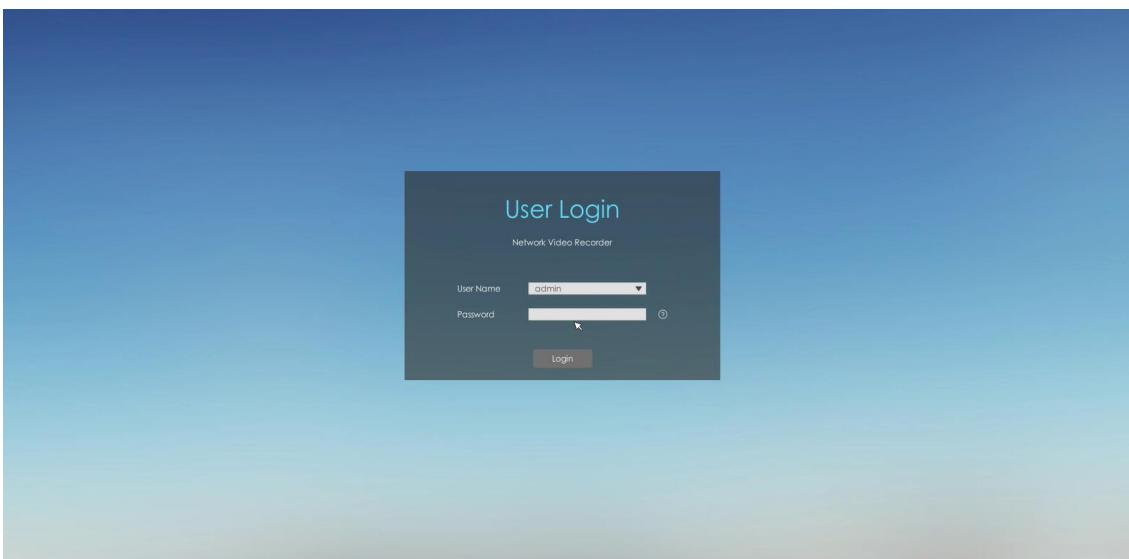 User Login
Network Video Recorder
User Name admin
Password
Login